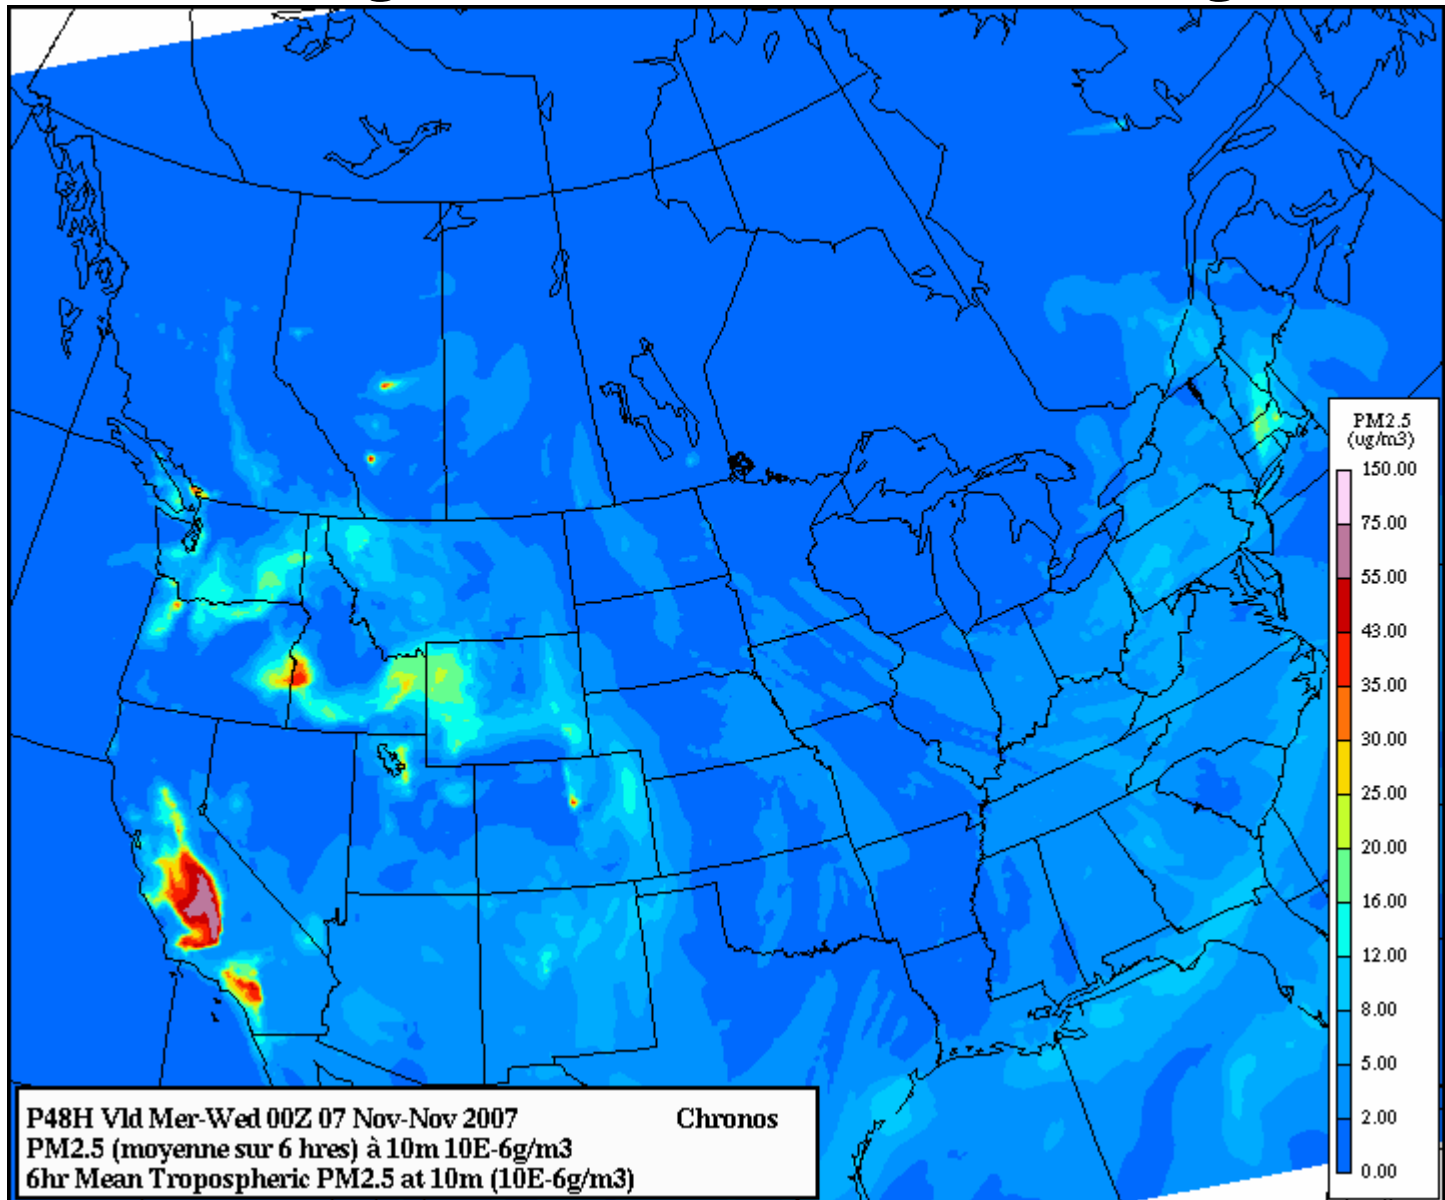 PM2.5
(ug/m3)
150.00
75.00
55.00
43.00
35.00
30.00
25.00
20.00
16.00
12.00
8.00
5.00
2.00
0.00
P48H Vld Mer-Wed 00Z 07 Nov-Nov 2007 Chronos
PM2.5 (moyenne sur 6 hres) à 10m 10E-6g/m3
6hr Mean Tropospheric PM2.5 at 10m (10E-6g/m3)